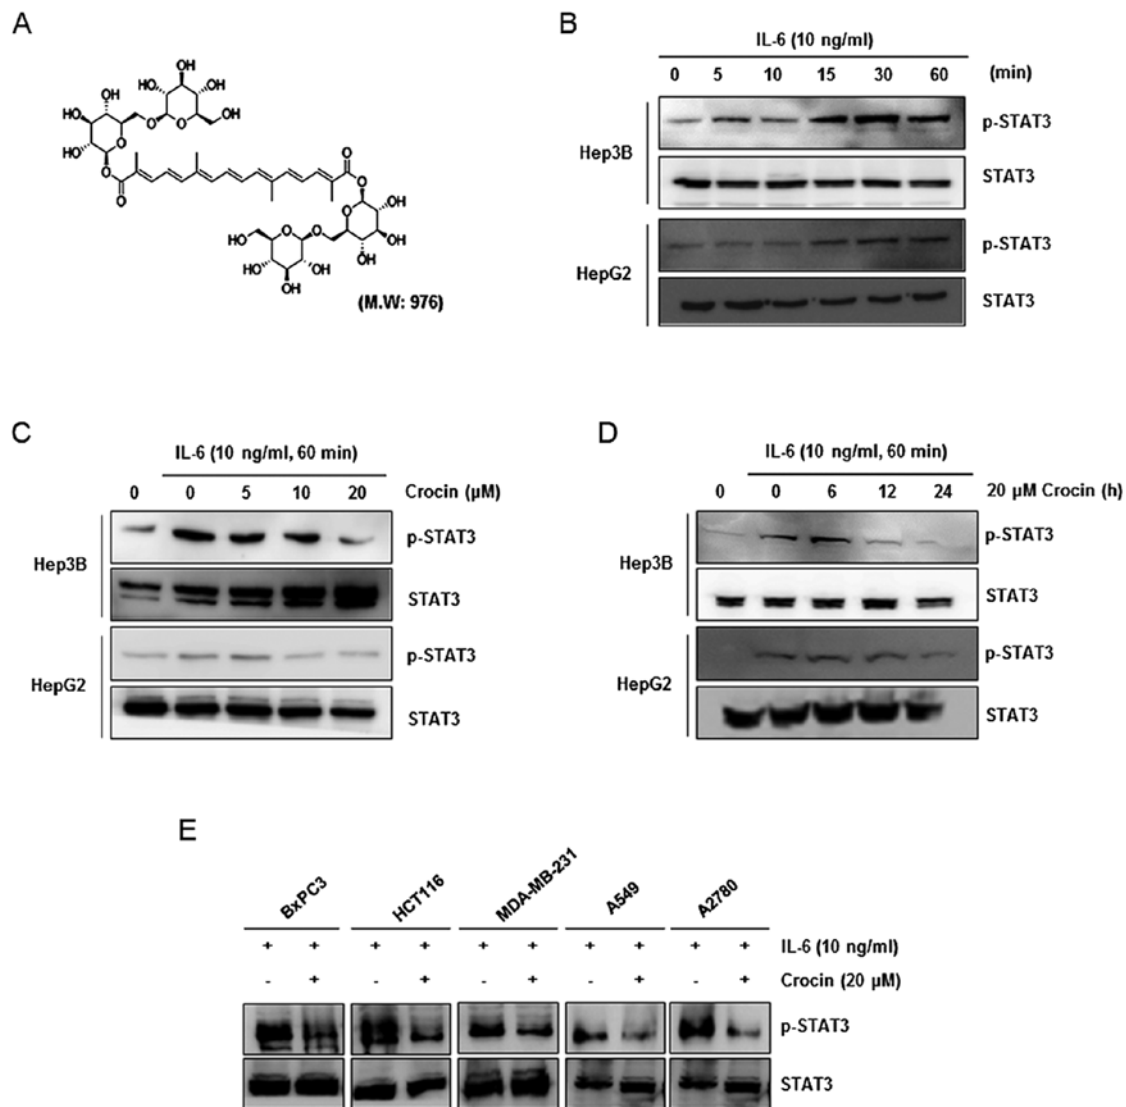 A
OH
OH
HO
OH
OH
HO
O
O
OH
HO
O
HO
O
O
O
O
O
O
OH
HO
O
O
OH
HO
O
OH
HO
OH
OH
OH
(M.W: 976)
B
IL-6 (10 ng/ml)
0 5 10 15 30 60 (min)
Hep3B
p-STAT3
STAT3
HepG2
p-STAT3
STAT3
C
IL-6 (10 ng/ml, 60 min)
0 0 5 10 20 Crocin (µM)
Hep3B
p-STAT3
STAT3
HepG2
p-STAT3
STAT3
D
IL-6 (10 ng/ml, 60 min)
0 0 6 12 24 20 µM Crocin (h)
Hep3B
p-STAT3
STAT3
HepG2
p-STAT3
STAT3
E
BxPC3 HCT116 MDA-MB-231 A549 A2780
+ + + + + + + + + + IL-6 (10 ng/ml)
- + - + - + - + - + Crocin (20 µM)
p-STAT3
STAT3